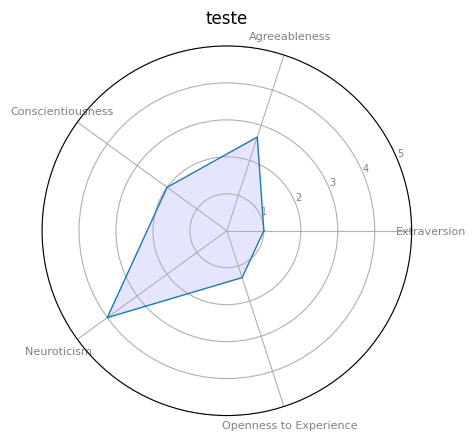 teste
Agreeableness
Conscientiousness
5
4
3
2
1
Extraversion
Neuroticism
Openness to Experience